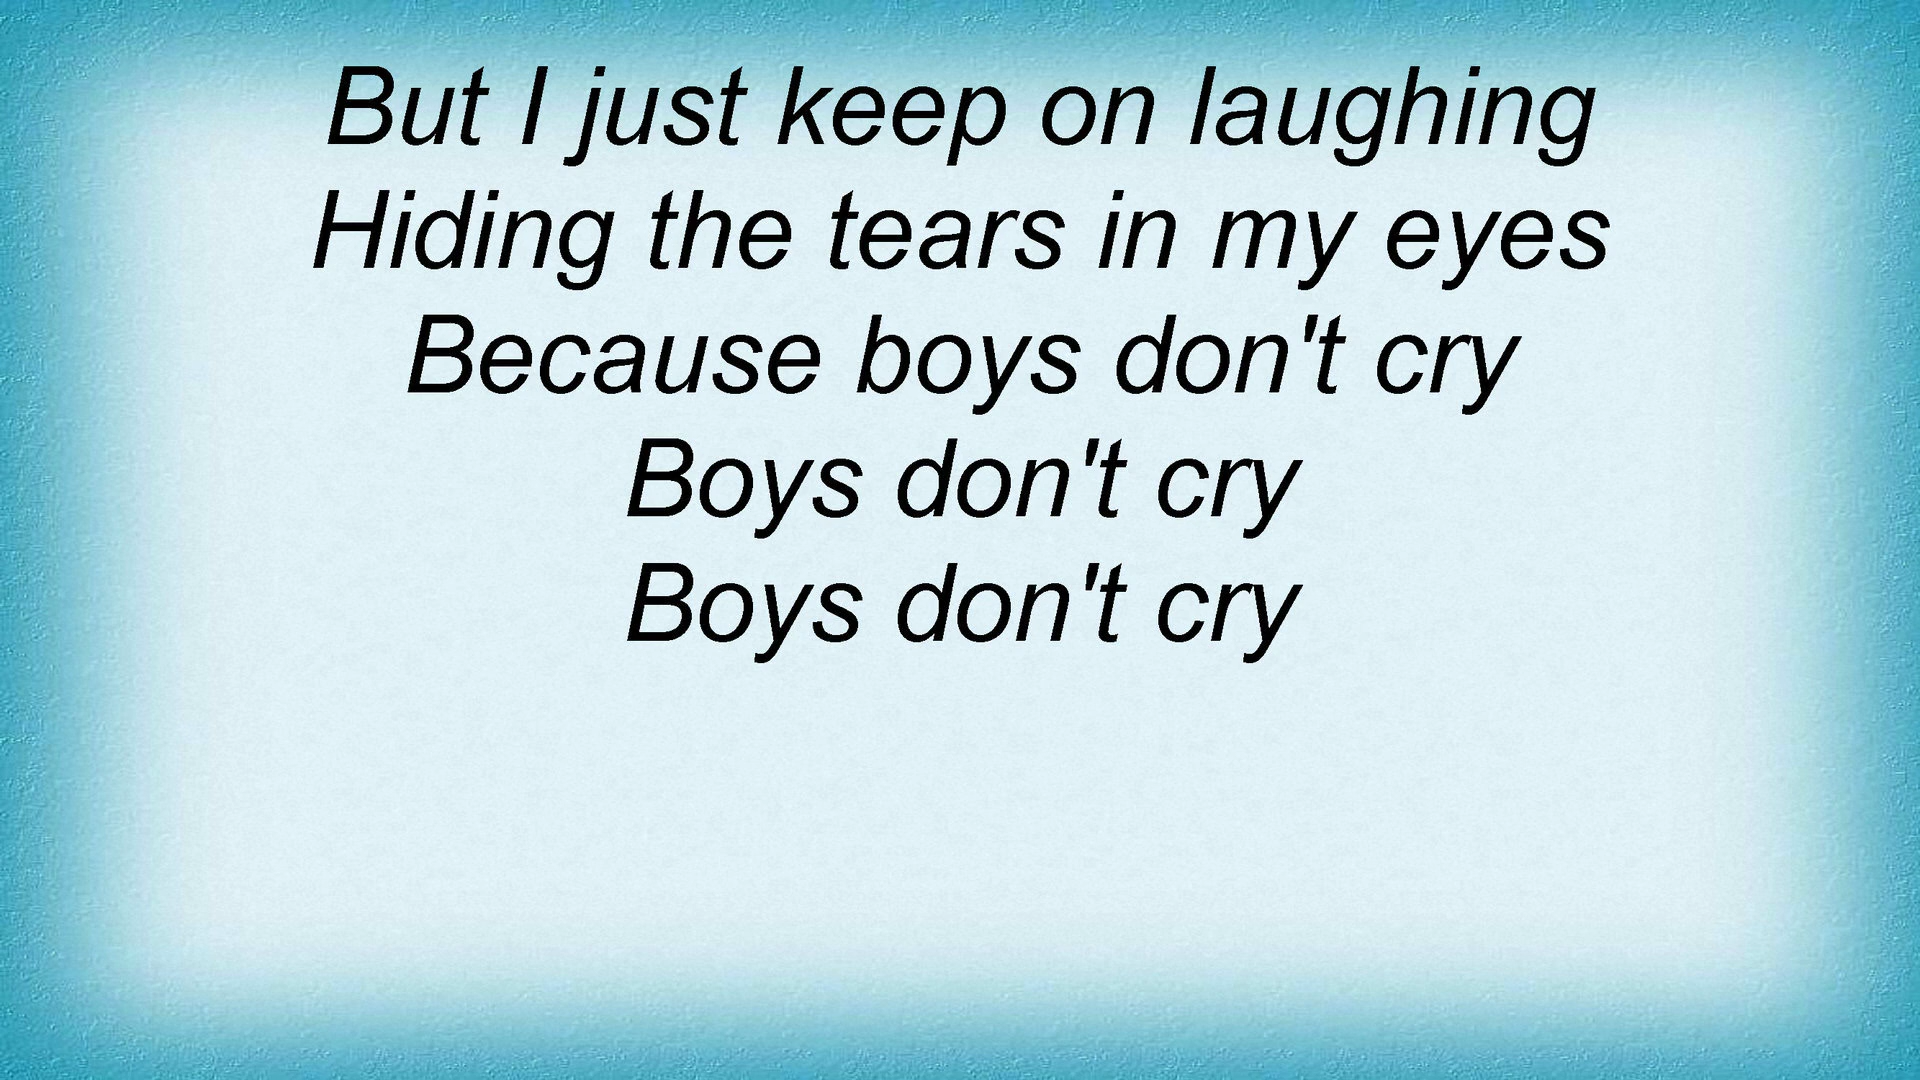 But I just keep on laughing
Hiding the tears in my eyes
Because boys don't cry
Boys don't cry
Boys don't cry